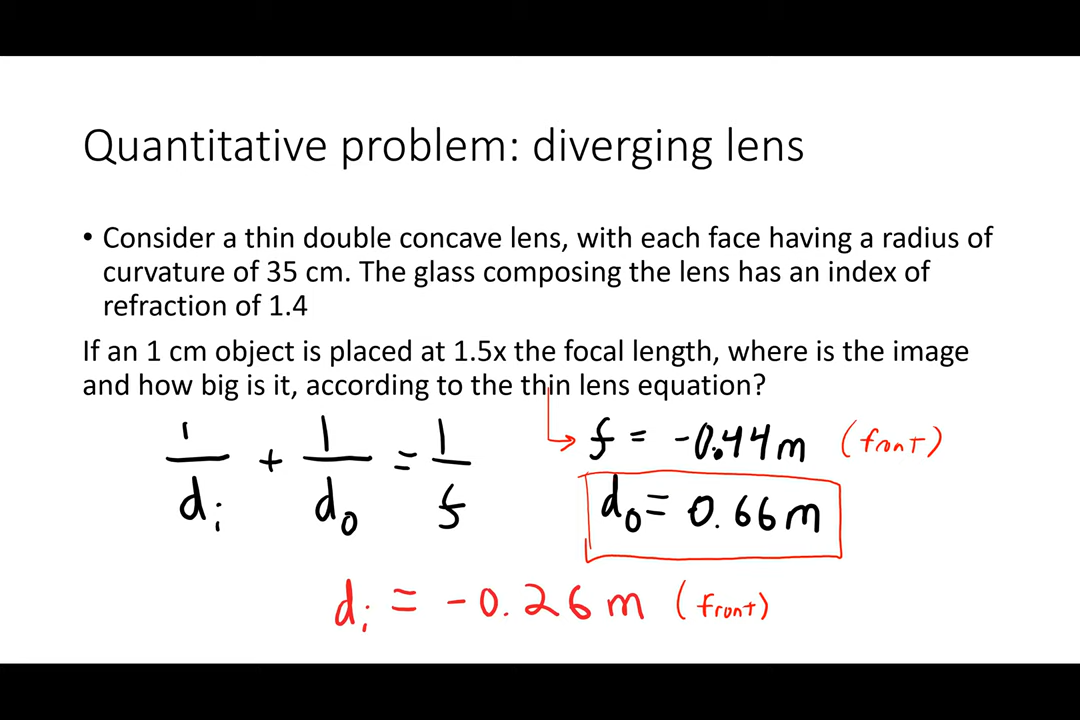 Quantitative problem: diverging lens
• Consider a thin double concave lens, with each face having a radius of
curvature of 35 cm. The glass composing the lens has an index of
refraction of 1.4
If an 1 cm object is placed at 1.5x the focal length, where is the image
and how big is it, according to the thin lens equation?
1/di + 1/do = 1/f
f = -0.44m (front)
do = 0.66m
di = -0.26m (front)